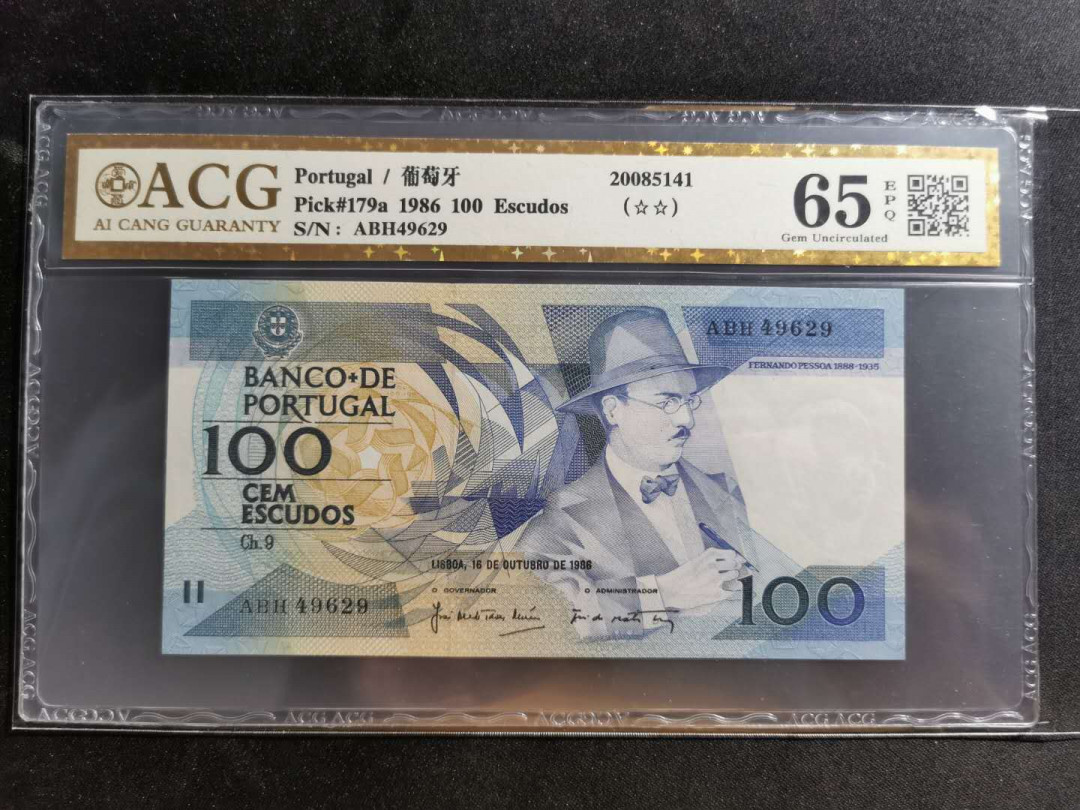 ACG
AI CANG GUARANTY
Portugal / 葡萄牙
Pick#179a 1986 100 Escudos
S/N: ABH49629
20085141
(☆☆)
65
EPQ
Gem Uncirculated
ABH 49629
FERNANDO PESSOA 1888-1935
BANCO+DE
PORTUGAL
100
CEM
ESCUDOS
Ch.9
LISBOA, 16 DE OUTUBRO DE 1986
O GOVERNADOR
O ADMINISTRADOR
ABH 49629
100
ACG ACG